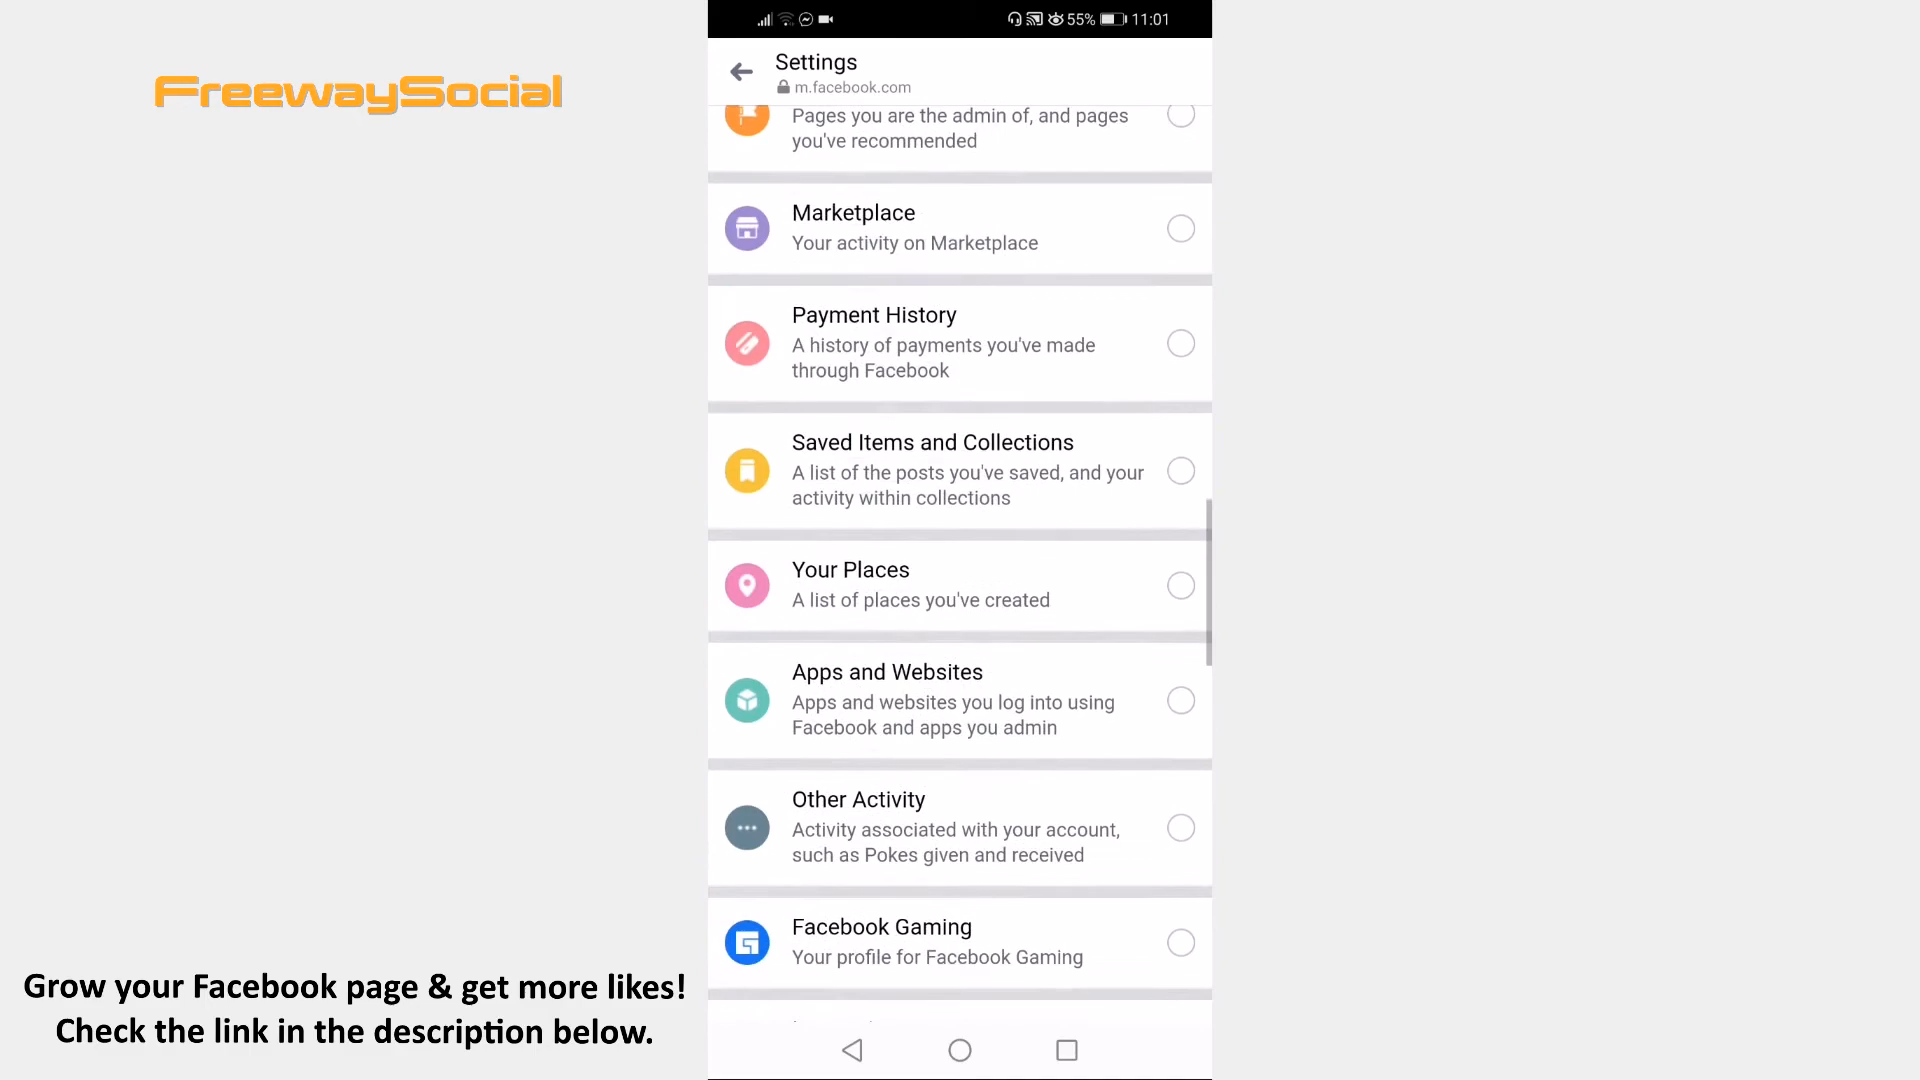 55% 11:01
FreewaySocial
Settings
m.facebook.com
Pages you are the admin of, and pages
you've recommended
Marketplace
Your activity on Marketplace
Payment History
A history of payments you've made
through Facebook
Saved Items and Collections
A list of the posts you've saved, and your
activity within collections
Your Places
A list of places you've created
Apps and Websites
Apps and websites you log into using
Facebook and apps you admin
Other Activity
Activity associated with your account,
such as Pokes given and received
Facebook Gaming
Your profile for Facebook Gaming
Grow your Facebook page & get more likes!
Check the link in the description below.